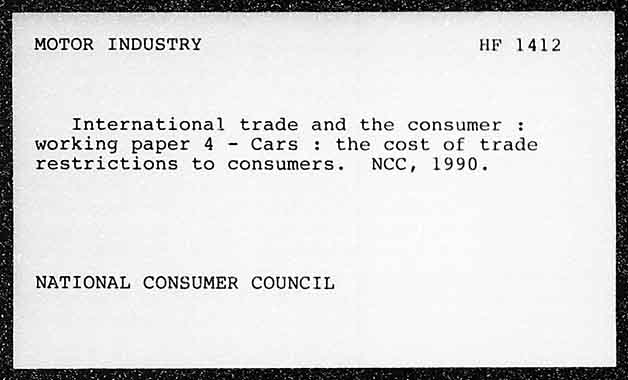 MOTOR INDUSTRY HF 1412
International trade and the consumer :
working paper 4 - Cars : the cost of trade
restrictions to consumers. NCC, 1990.
NATIONAL CONSUMER COUNCIL